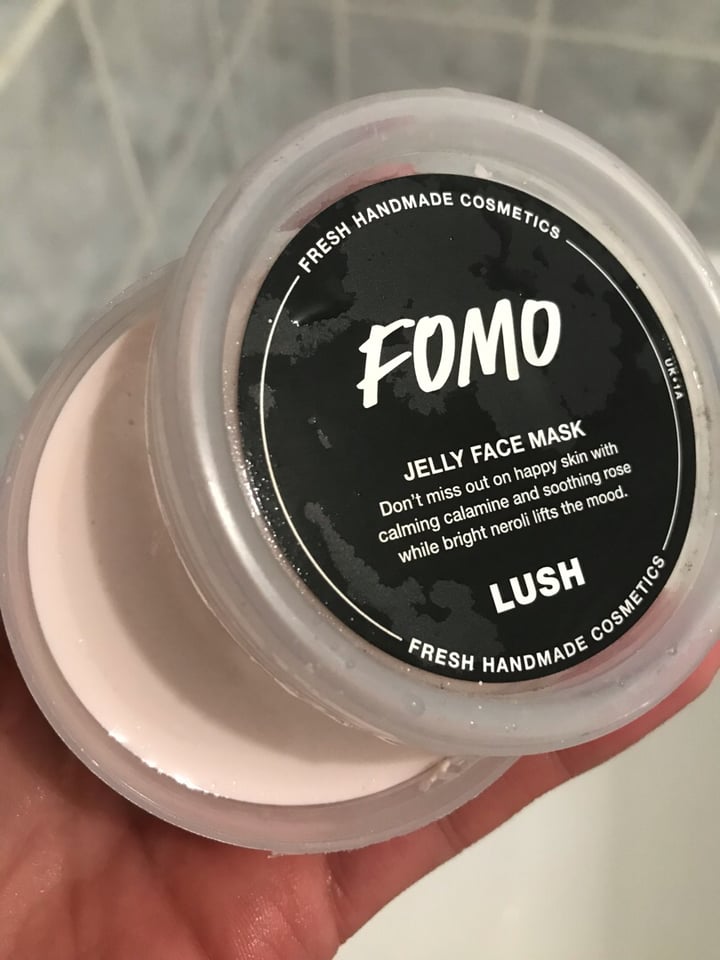 FRESH HANDMADE COSMETICS
FOMO
UK+1A
JELLY FACE MASK
Don't miss out on happy skin with
calming calamine and soothing rose
while bright neroli lifts the mood.
LUSH
FRESH HANDMADE COSMETICS